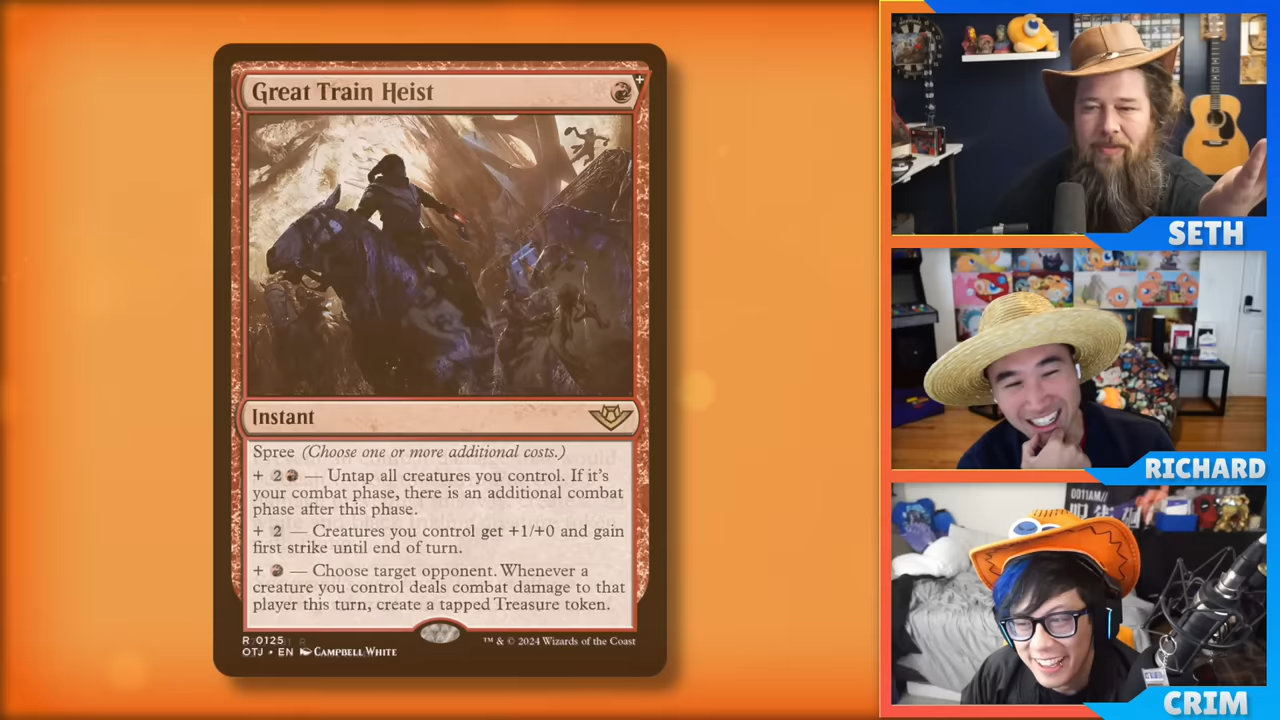 Great Train Heist
Instant
Spree (Choose one or more additional costs.)
+ 2 — Untap all creatures you control. If it's
your combat phase, there is an additional combat
phase after this phase.
+ 2 — Creatures you control get +1/+0 and gain
first strike until end of turn.
+ — Choose target opponent. Whenever a
creature you control deals combat damage to that
player this turn, create a tapped Treasure token.
R 0125
OTJ • EN CAMPBELL WHITE
™ & © 2024 Wizards of the Coast
SETH
RICHARD
001IAM//
CRIM